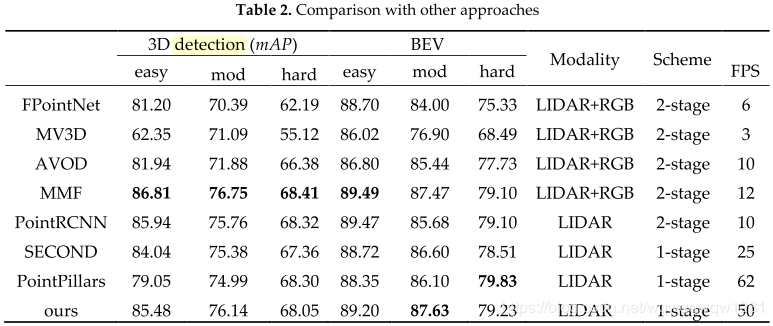 Table 2. Comparison with other approaches
3D detection (mAP) BEV Modality Scheme FPS
easy mod hard easy mod hard
FPointNet 81.20 70.39 62.19 88.70 84.00 75.33 LIDAR+RGB 2-stage 6
MV3D 62.35 71.09 55.12 86.02 76.90 68.49 LIDAR+RGB 2-stage 3
AVOD 81.94 71.88 66.38 86.80 85.44 77.73 LIDAR+RGB 2-stage 10
MMF 86.81 76.75 68.41 89.49 87.47 79.10 LIDAR+RGB 2-stage 12
PointRCNN 85.94 75.76 68.32 89.47 85.68 79.10 LIDAR 2-stage 10
SECOND 84.04 75.38 67.36 88.72 86.60 78.51 LIDAR 1-stage 25
PointPillars 79.05 74.99 68.30 88.35 86.10 79.83 LIDAR 1-stage 62
ours 85.48 76.14 68.05 89.20 87.63 79.23 LIDAR 1-stage 50